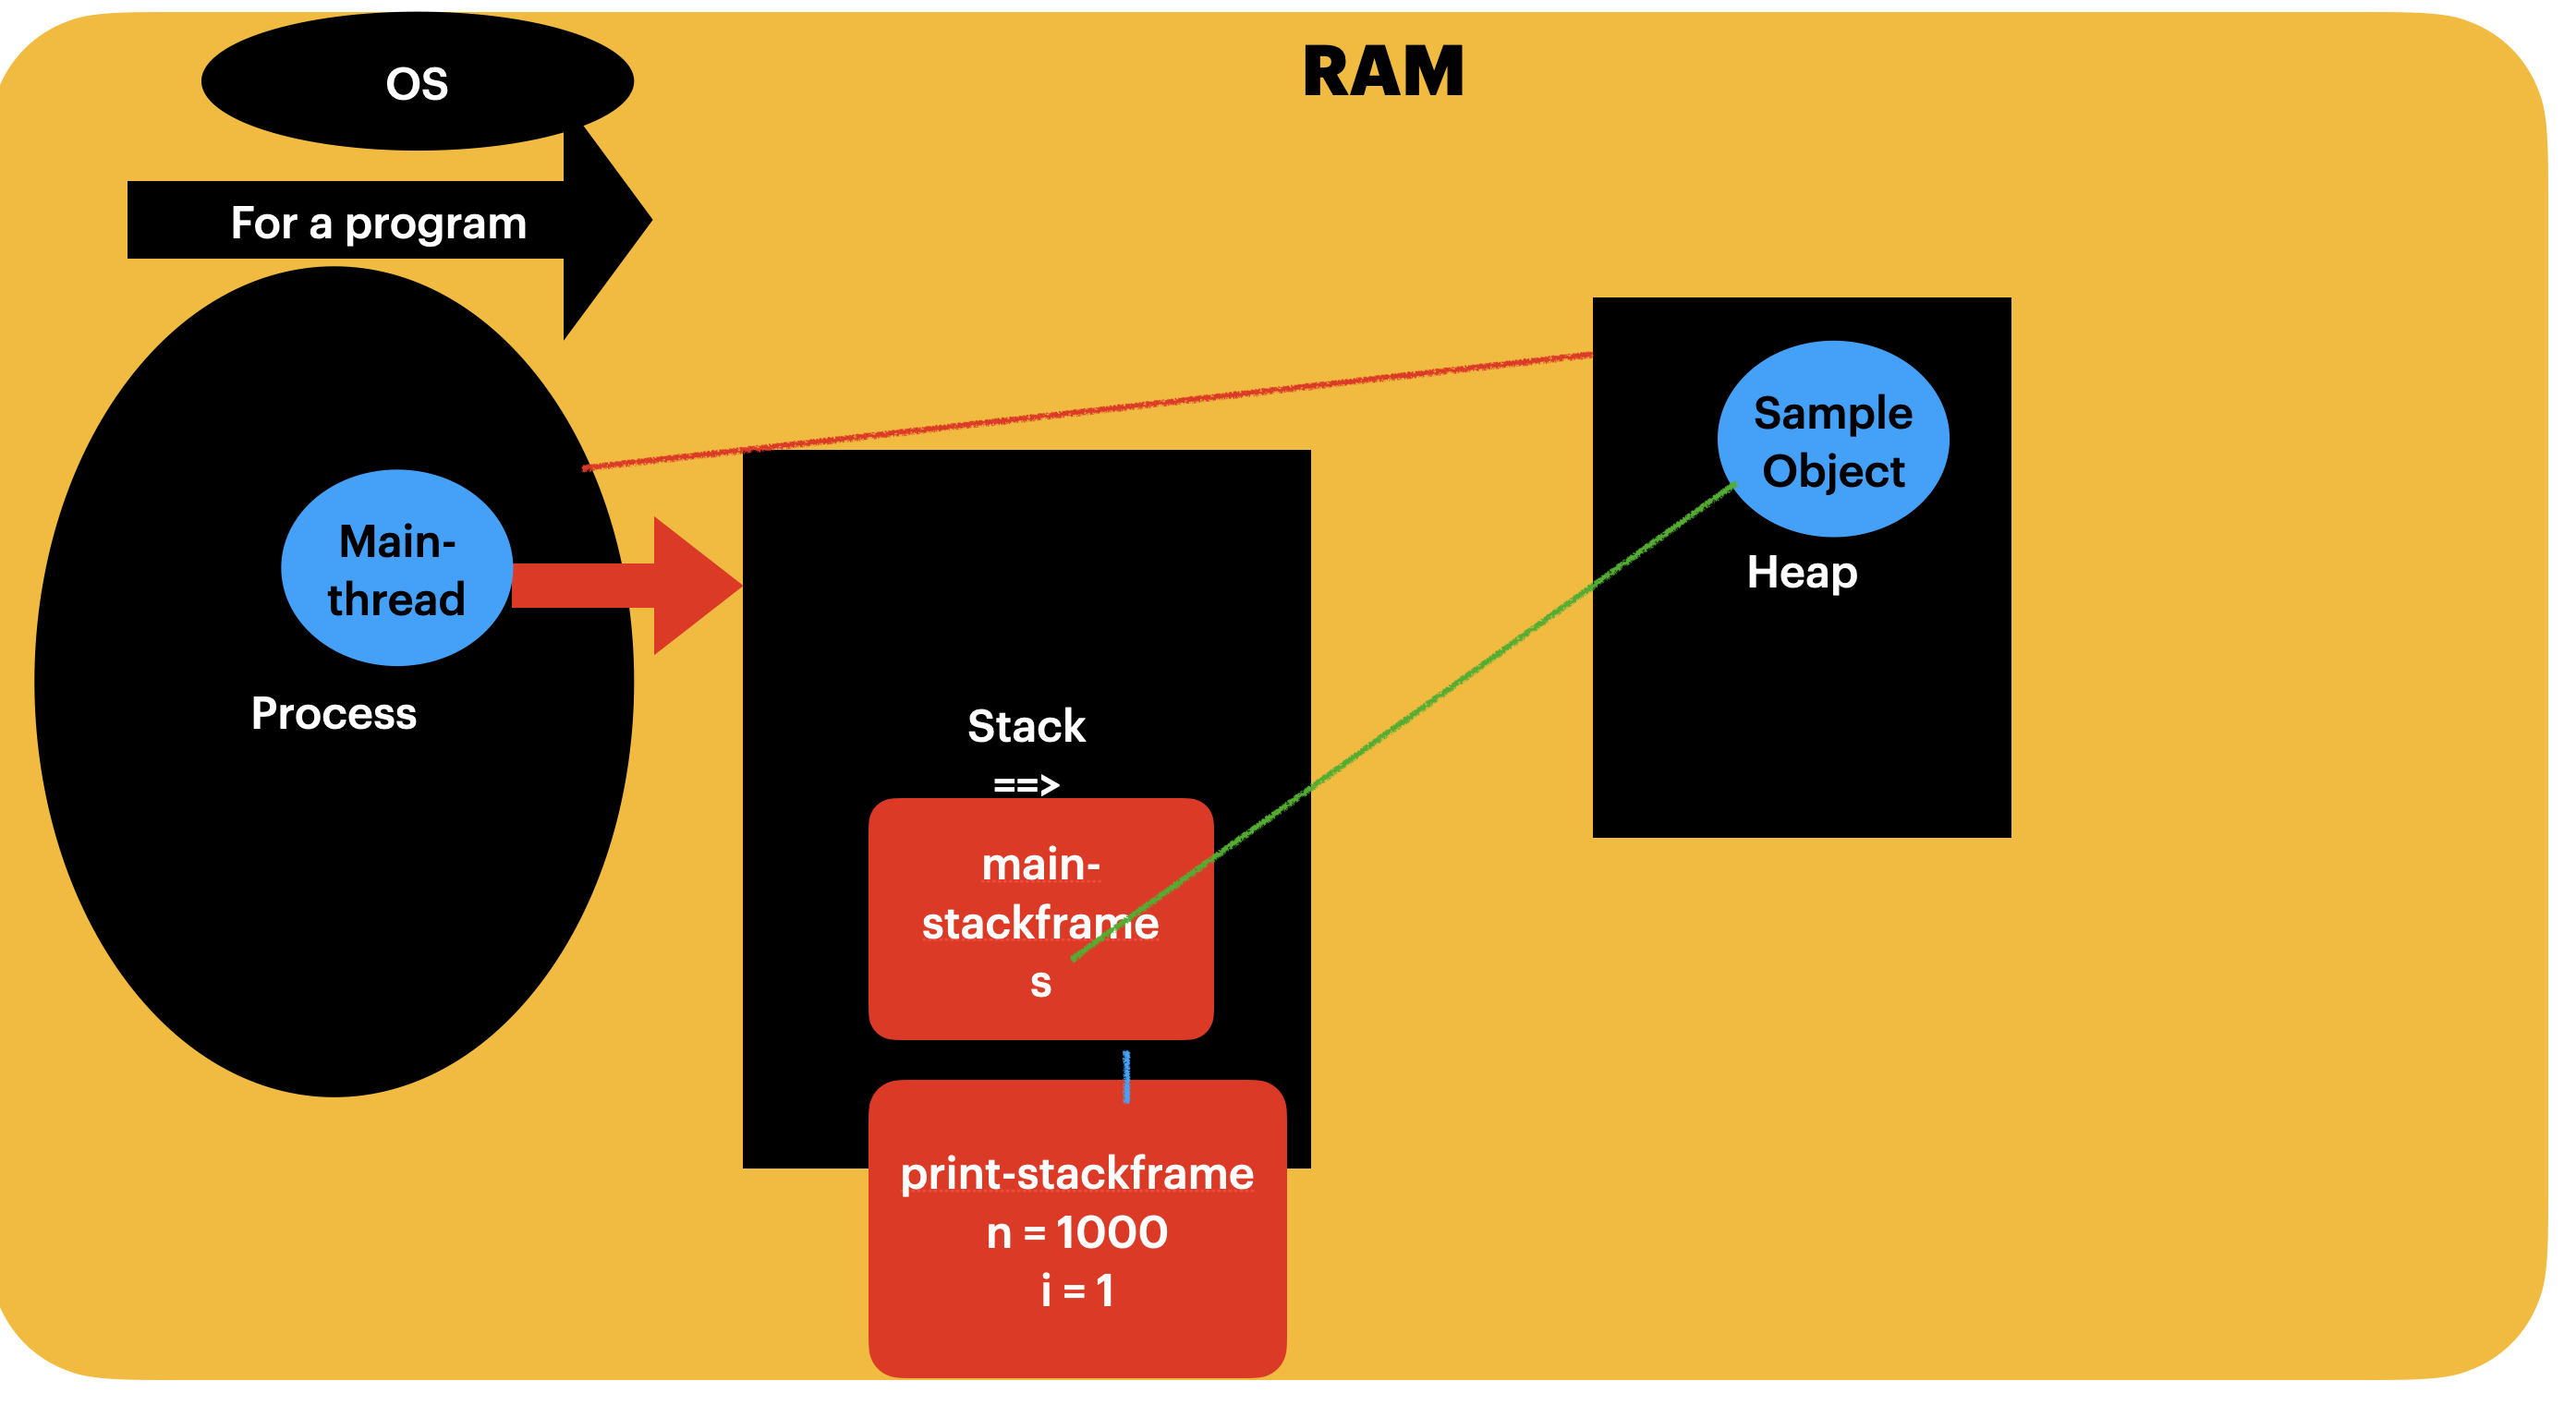 OS
RAM
For a program
Sample
Object
Main-
thread
Heap
Process
Stack
==>
main-
stackframe
s
print-stackframe
n = 1000
i = 1